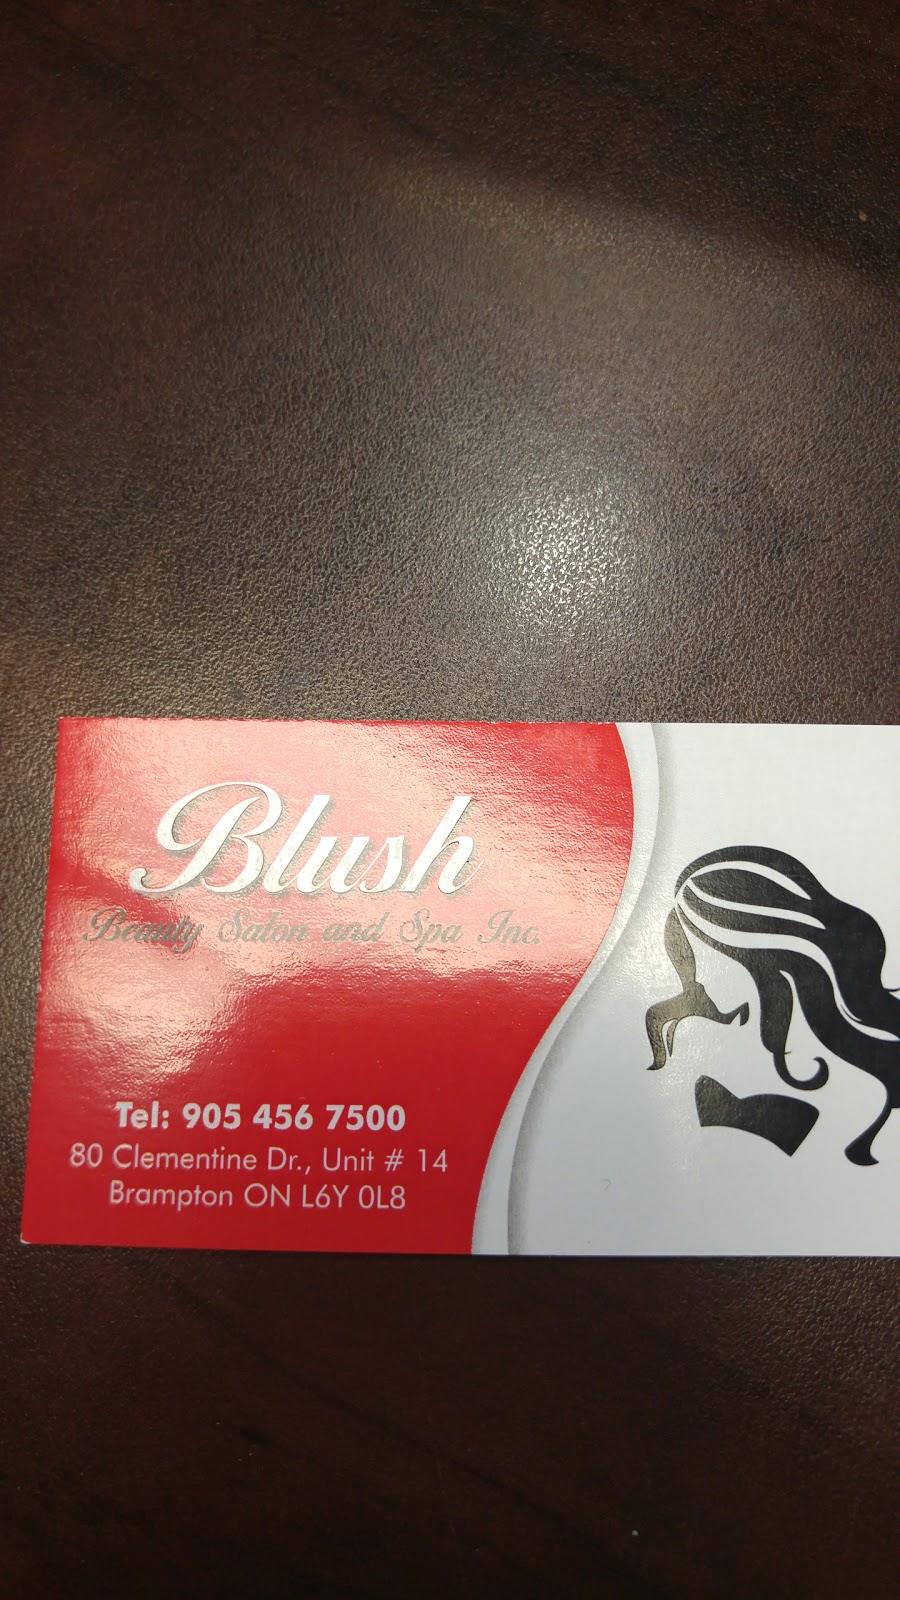 Blush
Beauty Salon and Spa Inc.
Tel: 905 456 7500
80 Clementine Dr., Unit # 14
Brampton ON L6Y 0L8